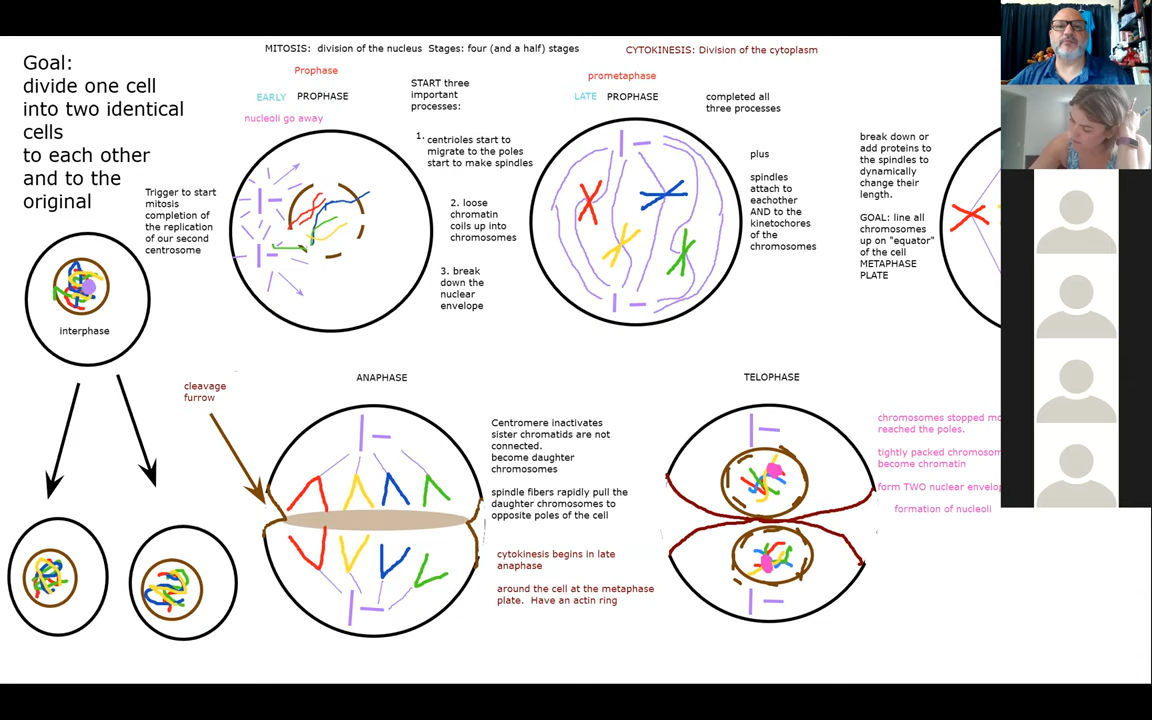 Goal:
divide one cell
into two identical
cells
to each other
and to the
original
MITOSIS: division of the nucleus Stages: four (and a half) stages
CYTOKINESIS: Division of the cytoplasm
Prophase
EARLY PROPHASE
nucleoli go away
START three
important
processes:
1. centrioles start to
migrate to the poles
start to make spindles
2. loose
chromatin
coils up into
chromosomes
3. break
down the
nuclear
envelope
Trigger to start
mitosis
completion of
the replication
of our second
centrosome
interphase
prometaphase
LATE PROPHASE
completed all
three processes
plus
spindles
attach to
eachother
AND to the
kinetochores
of the
chromosomes
break down or
add proteins to
the spindles to
dynamically
change their
length.
GOAL: line all
chromosomes
up on "equator"
of the cell
METAPHASE
PLATE
cleavage
furrow
ANAPHASE
Centromere inactivates
sister chromatids are not
connected.
become daughter
chromosomes
spindle fibers rapidly pull the
daughter chromosomes to
opposite poles of the cell
cytokinesis begins in late
anaphase
around the cell at the metaphase
plate. Have an actin ring
TELOPHASE
chromosomes stopped
reached the poles.
tightly packed
become chromatin
form TWO nuclear
formation of nucleoli